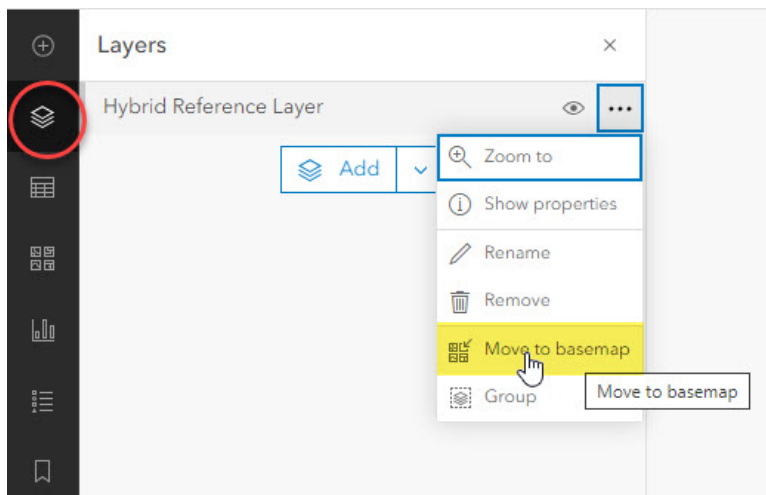 Layers
Hybrid Reference Layer
Add
Zoom to
Show properties
Rename
Remove
Move to basemap
Group
Move to basemap